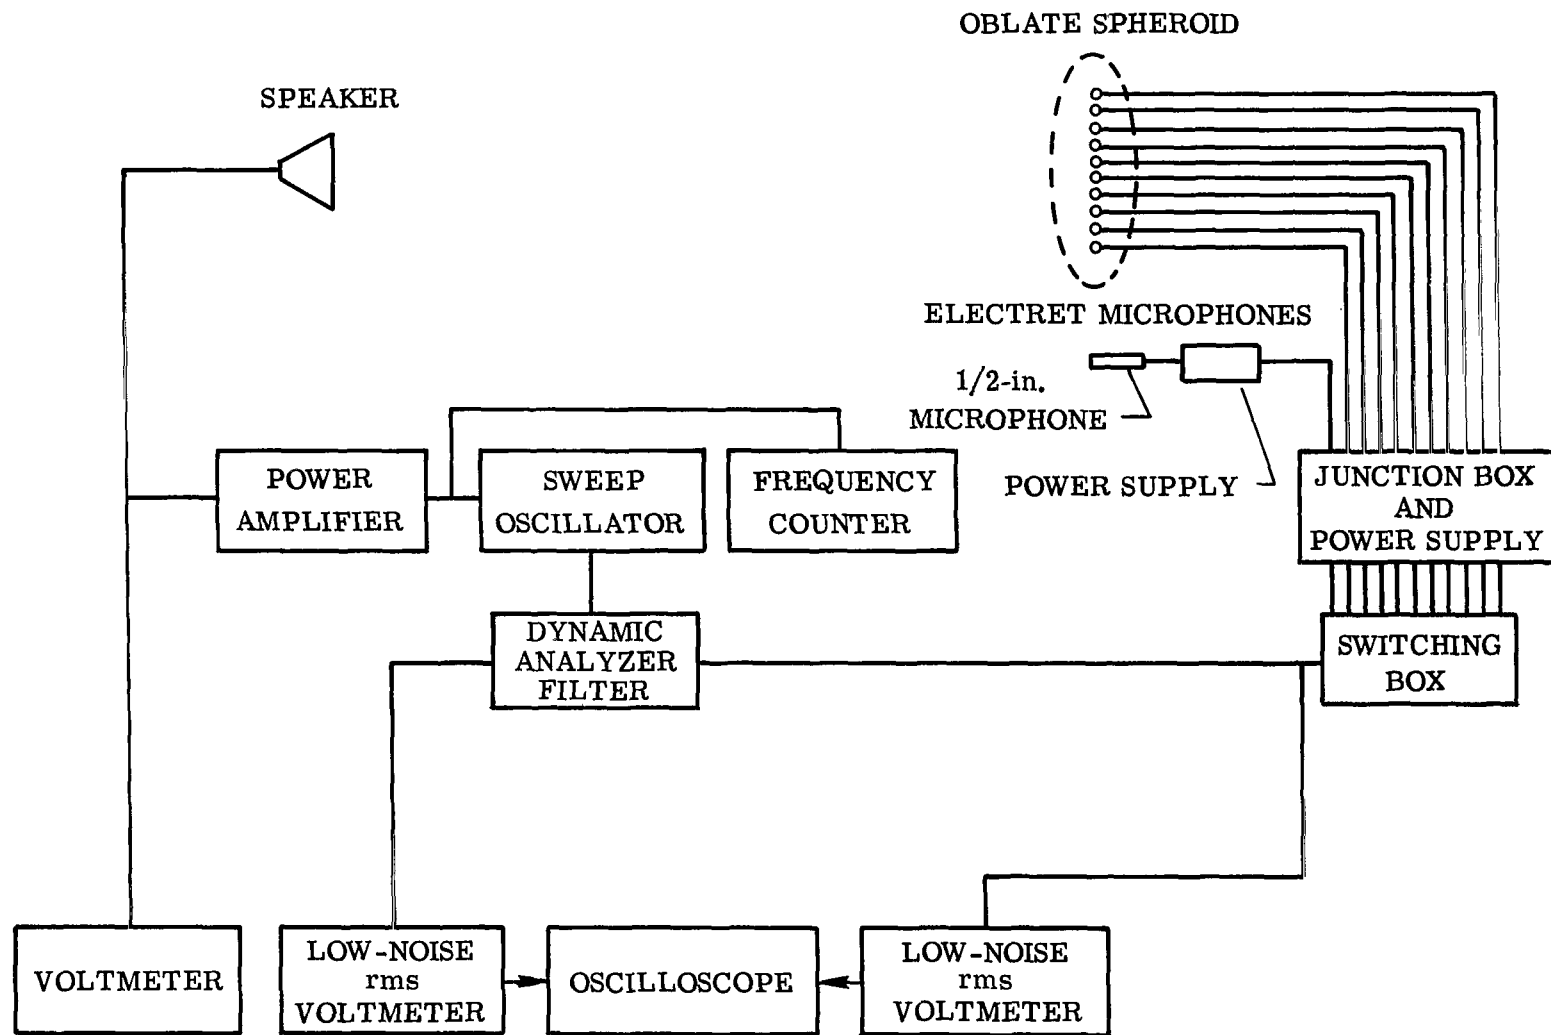 OBLATE SPHEROID
SPEAKER
ELECTRET MICROPHONES
1/2-in.
MICROPHONE
POWER SUPPLY
POWER
AMPLIFIER
SWEEP
OSCILLATOR
FREQUENCY
COUNTER
JUNCTION BOX
AND
POWER SUPPLY
DYNAMIC
ANALYZER
FILTER
SWITCHING
BOX
VOLTMETER
LOW-NOISE
rms
VOLTMETER
OSCILLOSCOPE
LOW-NOISE
rms
VOLTMETER